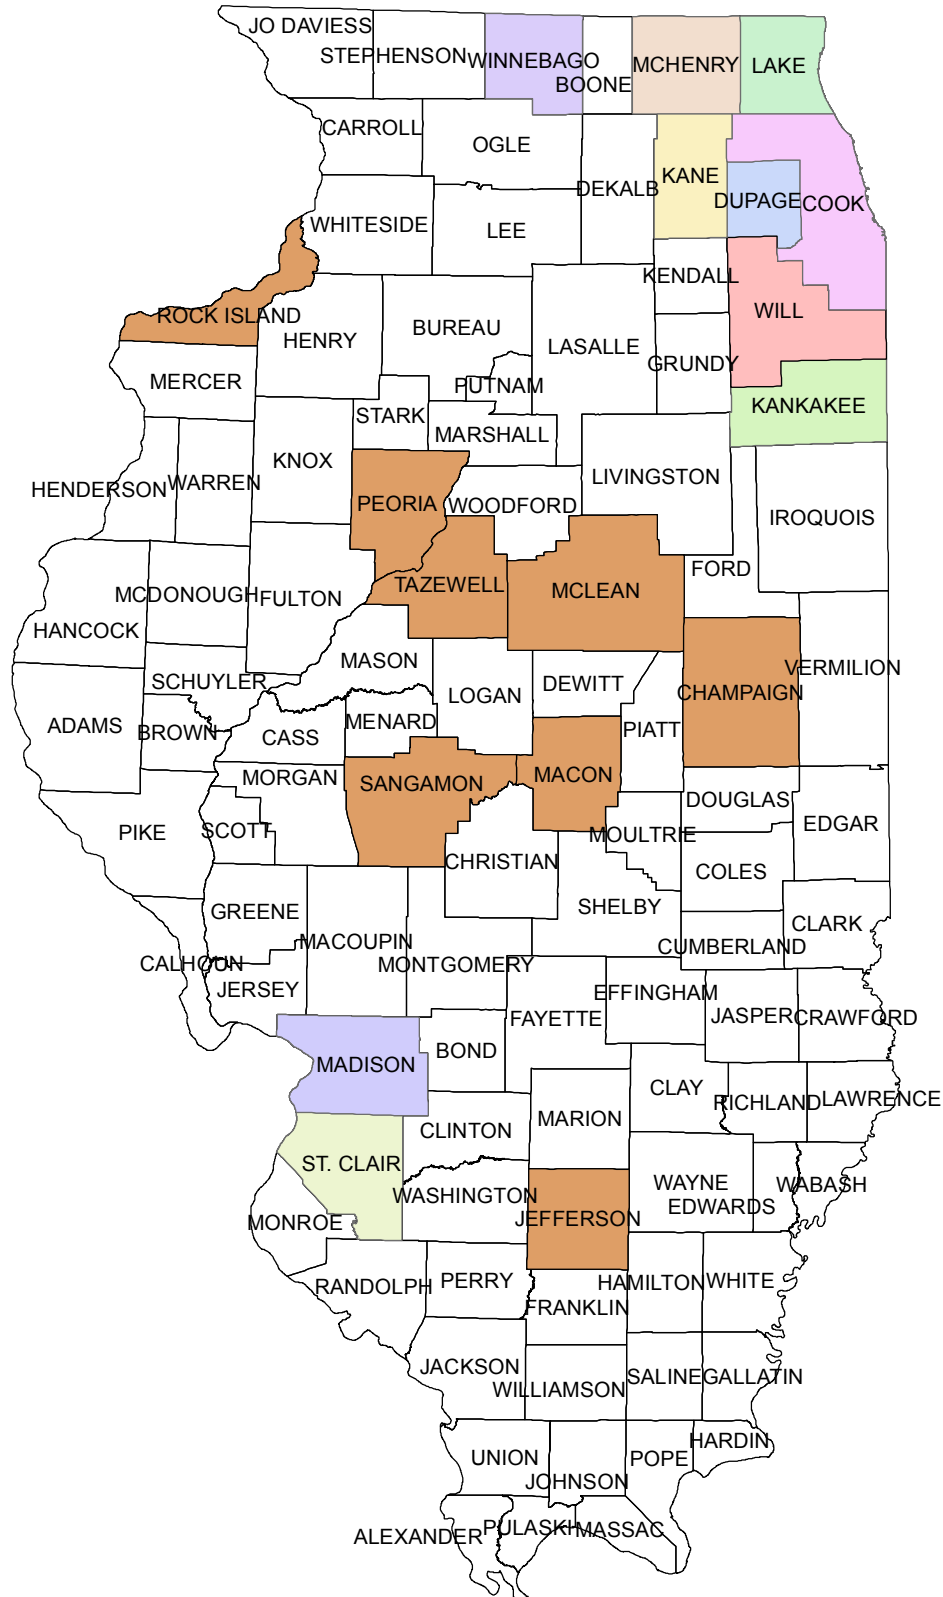 JO DAVIESS
STEPHENSON
WINNEBAGO
BOONE
MCHENRY
LAKE
CARROLL
OGLE
DEKALB
KANE
DUPAGE
COOK
WHITESIDE
LEE
KENDALL
ROCK ISLAND
HENRY
BUREAU
LASALLE
GRUNDY
WILL
MERCER
PUTNAM
STARK
MARSHALL
KANKAKEE
HENDERSON
WARREN
KNOX
PEORIA
WOODFORD
LIVINGSTON
IROQUOIS
FORD
MCDONOUGH
FULTON
TAZEWELL
MCLEAN
HANCOCK
MASON
SCHUYLER
LOGAN
DEWITT
CHAMPAIGN
VERMILION
ADAMS
BROWN
CASS
MENARD
PIATT
MORGAN
SANGAMON
MACON
DOUGLAS
PIKE
SCOTT
MOULTRIE
EDGAR
CHRISTIAN
COLES
GREENE
SHELBY
CLARK
MACOUPIN
CUMBERLAND
CALHOUN
MONTGOMERY
JERSEY
EFFINGHAM
FAYETTE
JASPER
CRAWFORD
MADISON
BOND
CLAY
RICHLAND
LAWRENCE
MARION
CLINTON
ST. CLAIR
WASHINGTON
WAYNE
EDWARDS
WABASH
MONROE
JEFFERSON
RANDOLPH
PERRY
HAMILTON
WHITE
FRANKLIN
JACKSON
WILLIAMSON
SALINE
GALLATIN
UNION
JOHNSON
POPE
HARDIN
ALEXANDER
PULASKI
MASSAC